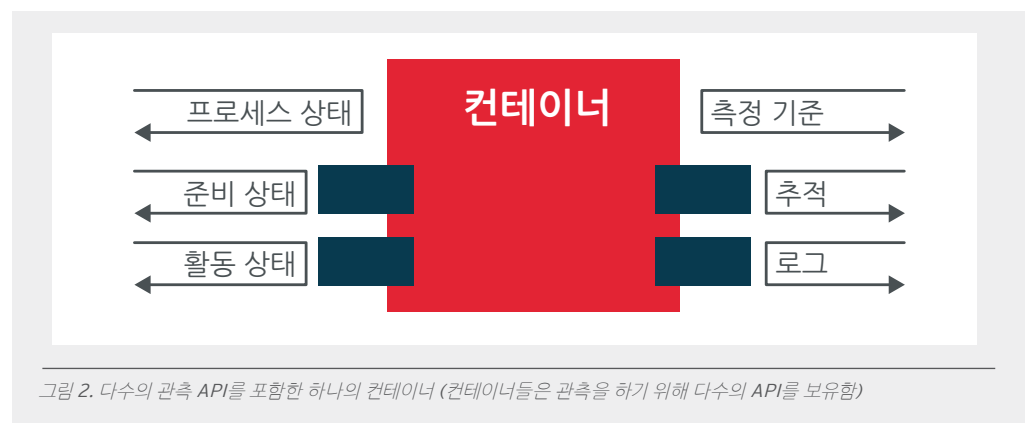 컨테이너
프로세스 상태
측정 기준
준비 상태
추적
활동 상태
로그
그림 2. 다수의 관측 API를 포함한 하나의 컨테이너 (컨테이너들은 관측을 하기 위해 다수의 API를 보유함)